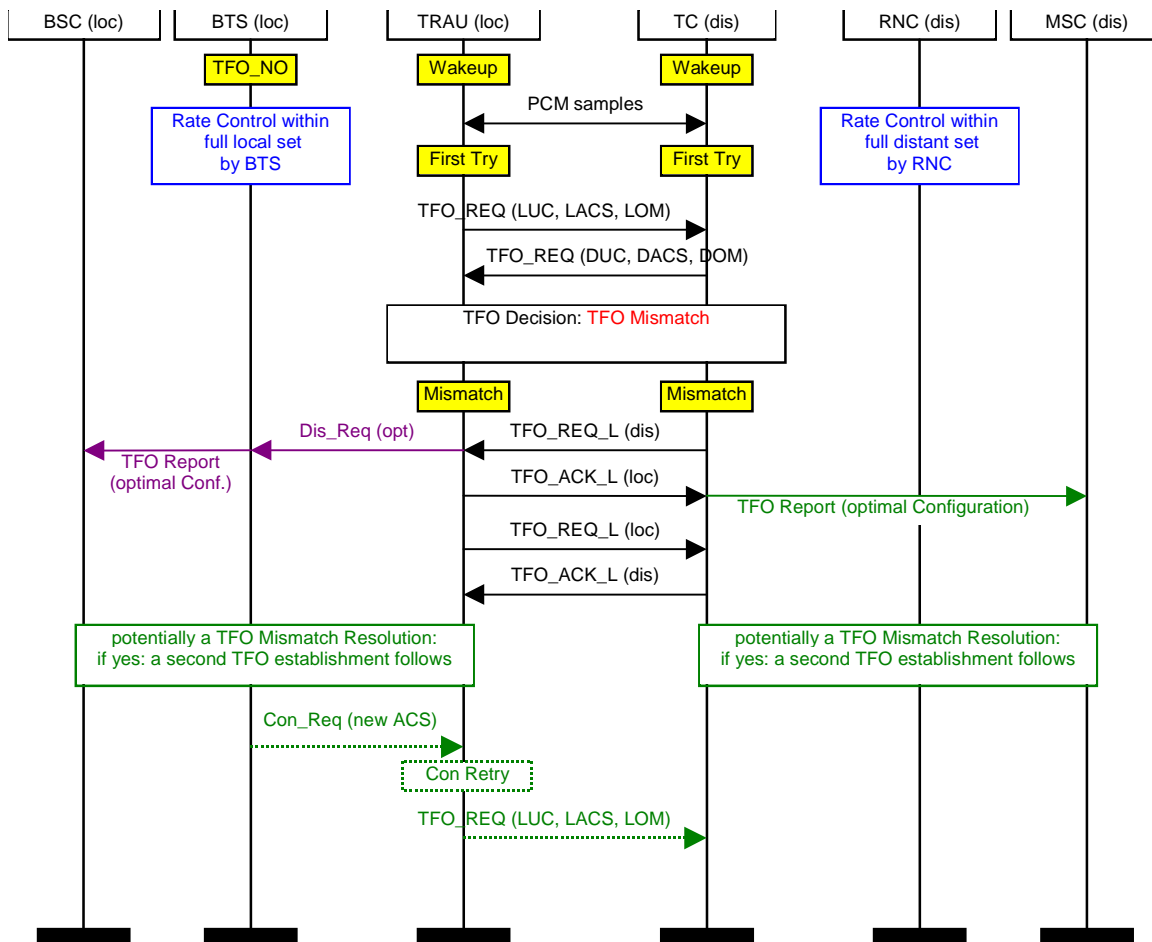 BSC (loc)
BTS (loc)
TRAU (loc)
TC (dis)
RNC (dis)
MSC (dis)
TFO_NO
Wakeup
Wakeup
PCM samples
Rate Control within
full local set
by BTS
Rate Control within
full distant set
by RNC
First Try
First Try
TFO_REQ (LUC, LACS, LOM)
TFO_REQ (DUC, DACS, DOM)
TFO Decision: TFO Mismatch
Mismatch
Mismatch
Dis_Req (opt)
TFO_REQ_L (dis)
TFO Report
(optimal Conf.)
TFO_ACK_L (loc)
TFO Report (optimal Configuration)
TFO_REQ_L (loc)
TFO_ACK_L (dis)
potentially a TFO Mismatch Resolution:
if yes: a second TFO establishment follows
potentially a TFO Mismatch Resolution:
if yes: a second TFO establishment follows
Con_Req (new ACS)
Con Retry
TFO_REQ (LUC, LACS, LOM)